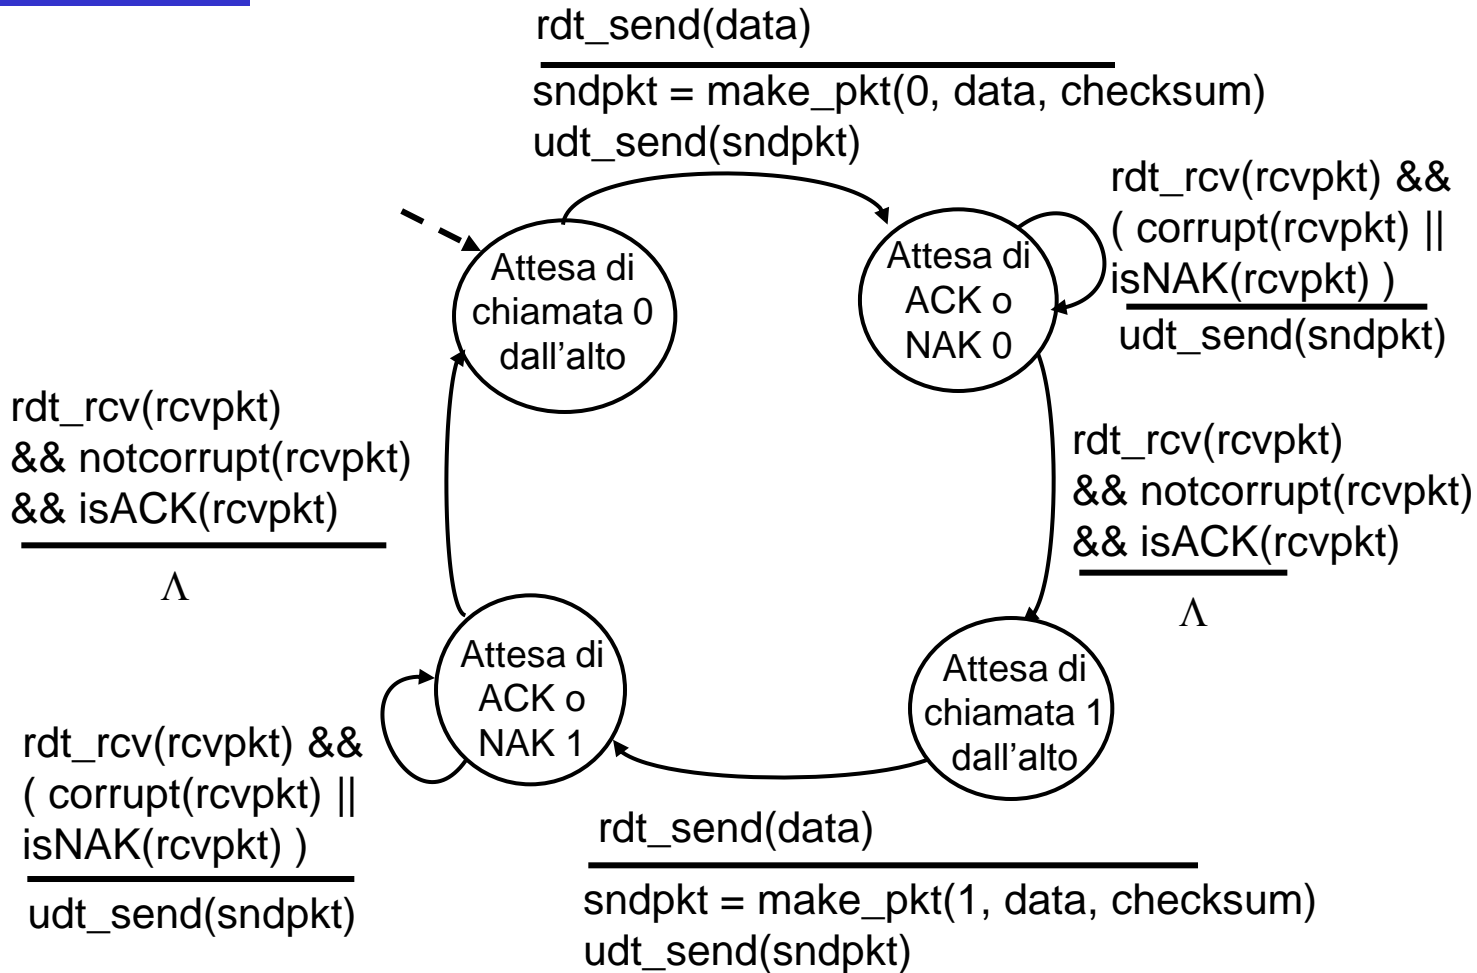 rdt_send(data)
sndpkt = make_pkt(0, data, checksum)
udt_send(sndpkt)
rdt_rcv(rcvpkt) &&
( corrupt(rcvpkt) ||
isNAK(rcvpkt) )
udt_send(sndpkt)
Attesa di
chiamata 0
dall'alto
Attesa di
ACK o
NAK 0
rdt_rcv(rcvpkt)
&& notcorrupt(rcvpkt)
&& isACK(rcvpkt)
Λ
rdt_rcv(rcvpkt)
&& notcorrupt(rcvpkt)
&& isACK(rcvpkt)
Λ
Attesa di
ACK o
NAK 1
Attesa di
chiamata 1
dall'alto
rdt_rcv(rcvpkt) &&
( corrupt(rcvpkt) ||
isNAK(rcvpkt) )
udt_send(sndpkt)
rdt_send(data)
sndpkt = make_pkt(1, data, checksum)
udt_send(sndpkt)